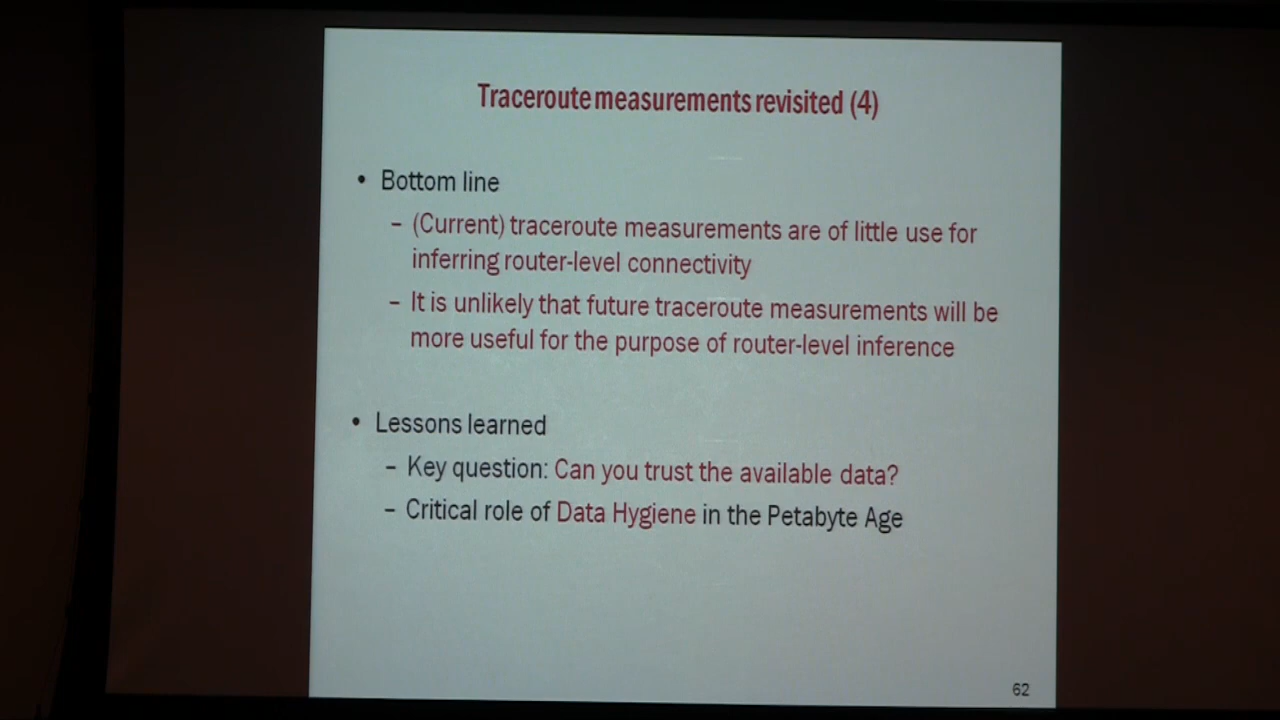 Traceroute measurements revisited (4)
• Bottom line
– (Current) traceroute measurements are of little use for
inferring router-level connectivity
– It is unlikely that future traceroute measurements will be
more useful for the purpose of router-level inference
• Lessons learned
– Key question: Can you trust the available data?
– Critical role of Data Hygiene in the Petabyte Age
62